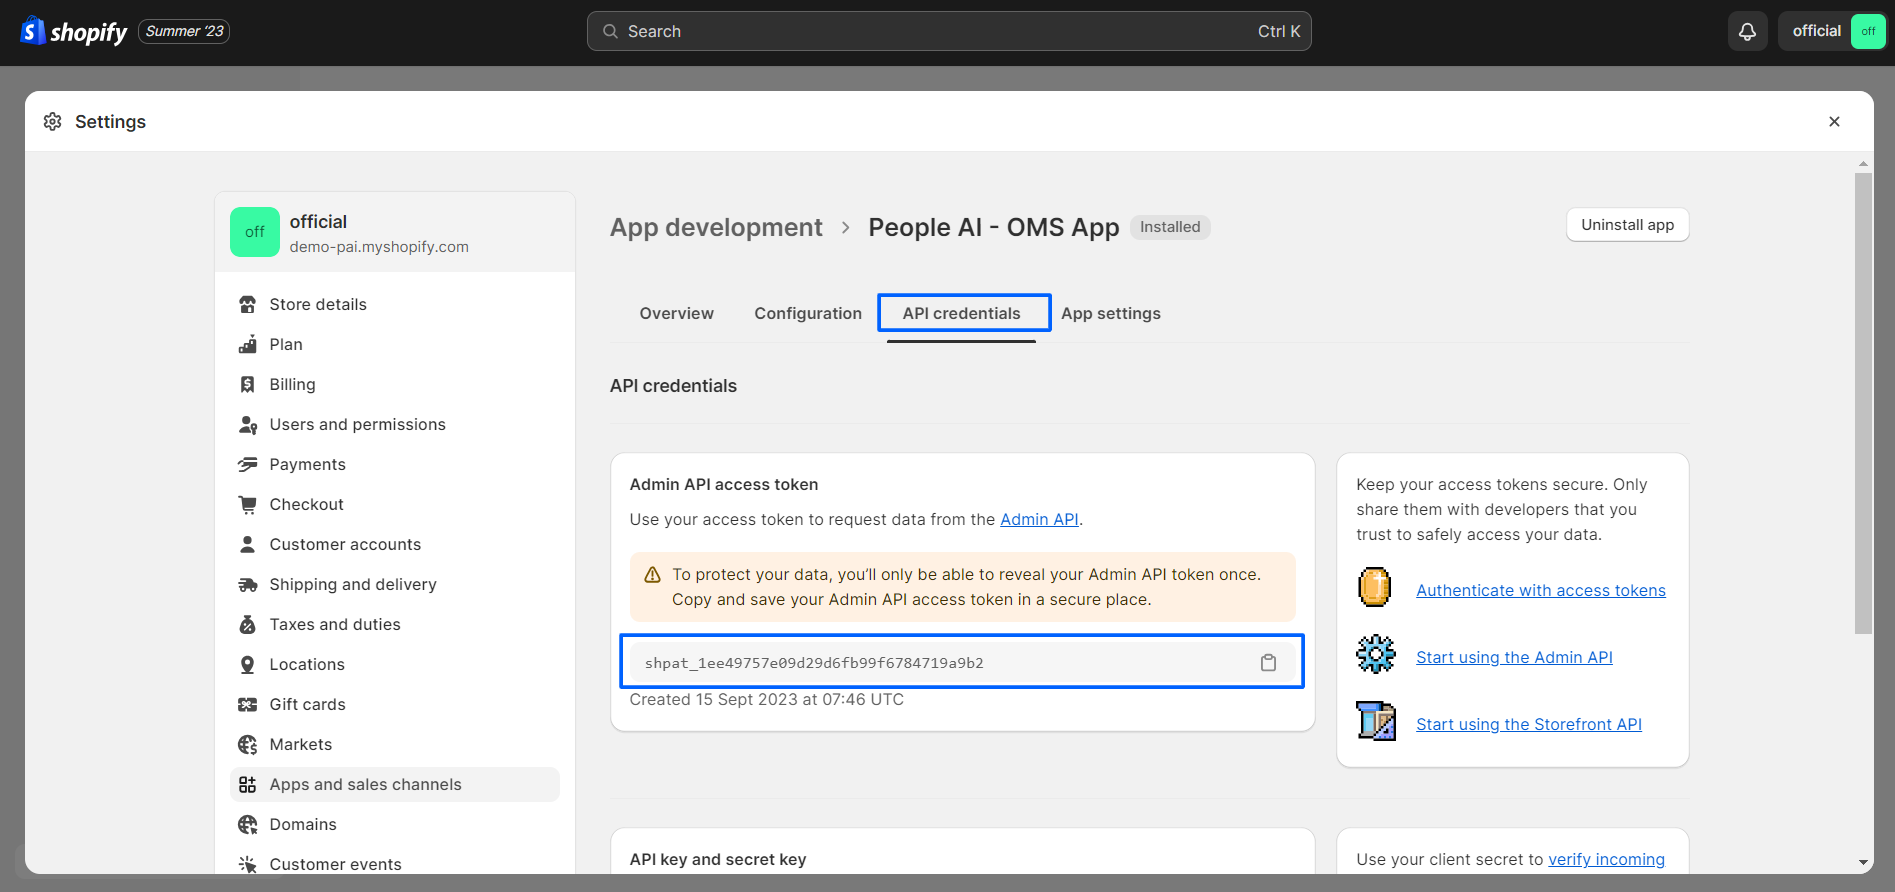 shopify Summer '23
Search Ctrl K
official off
Settings
off
official
demo-pai.myshopify.com
Store details
Plan
Billing
Users and permissions
Payments
Checkout
Customer accounts
Shipping and delivery
Taxes and duties
Locations
Gift cards
Markets
Apps and sales channels
Domains
Customer events
App development > People AI - OMS App Installed
Uninstall app
Overview Configuration API credentials App settings
API credentials
Admin API access token
Use your access token to request data from the Admin API.
To protect your data, you’ll only be able to reveal your Admin API token once.
Copy and save your Admin API access token in a secure place.
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
Created 15 Sept 2023 at 07:46 UTC
Keep your access tokens secure. Only
share them with developers that you
trust to safely access your data.
Authenticate with access tokens
Start using the Admin API
Start using the Storefront API
API key and secret key
Use your client secret to verify incoming